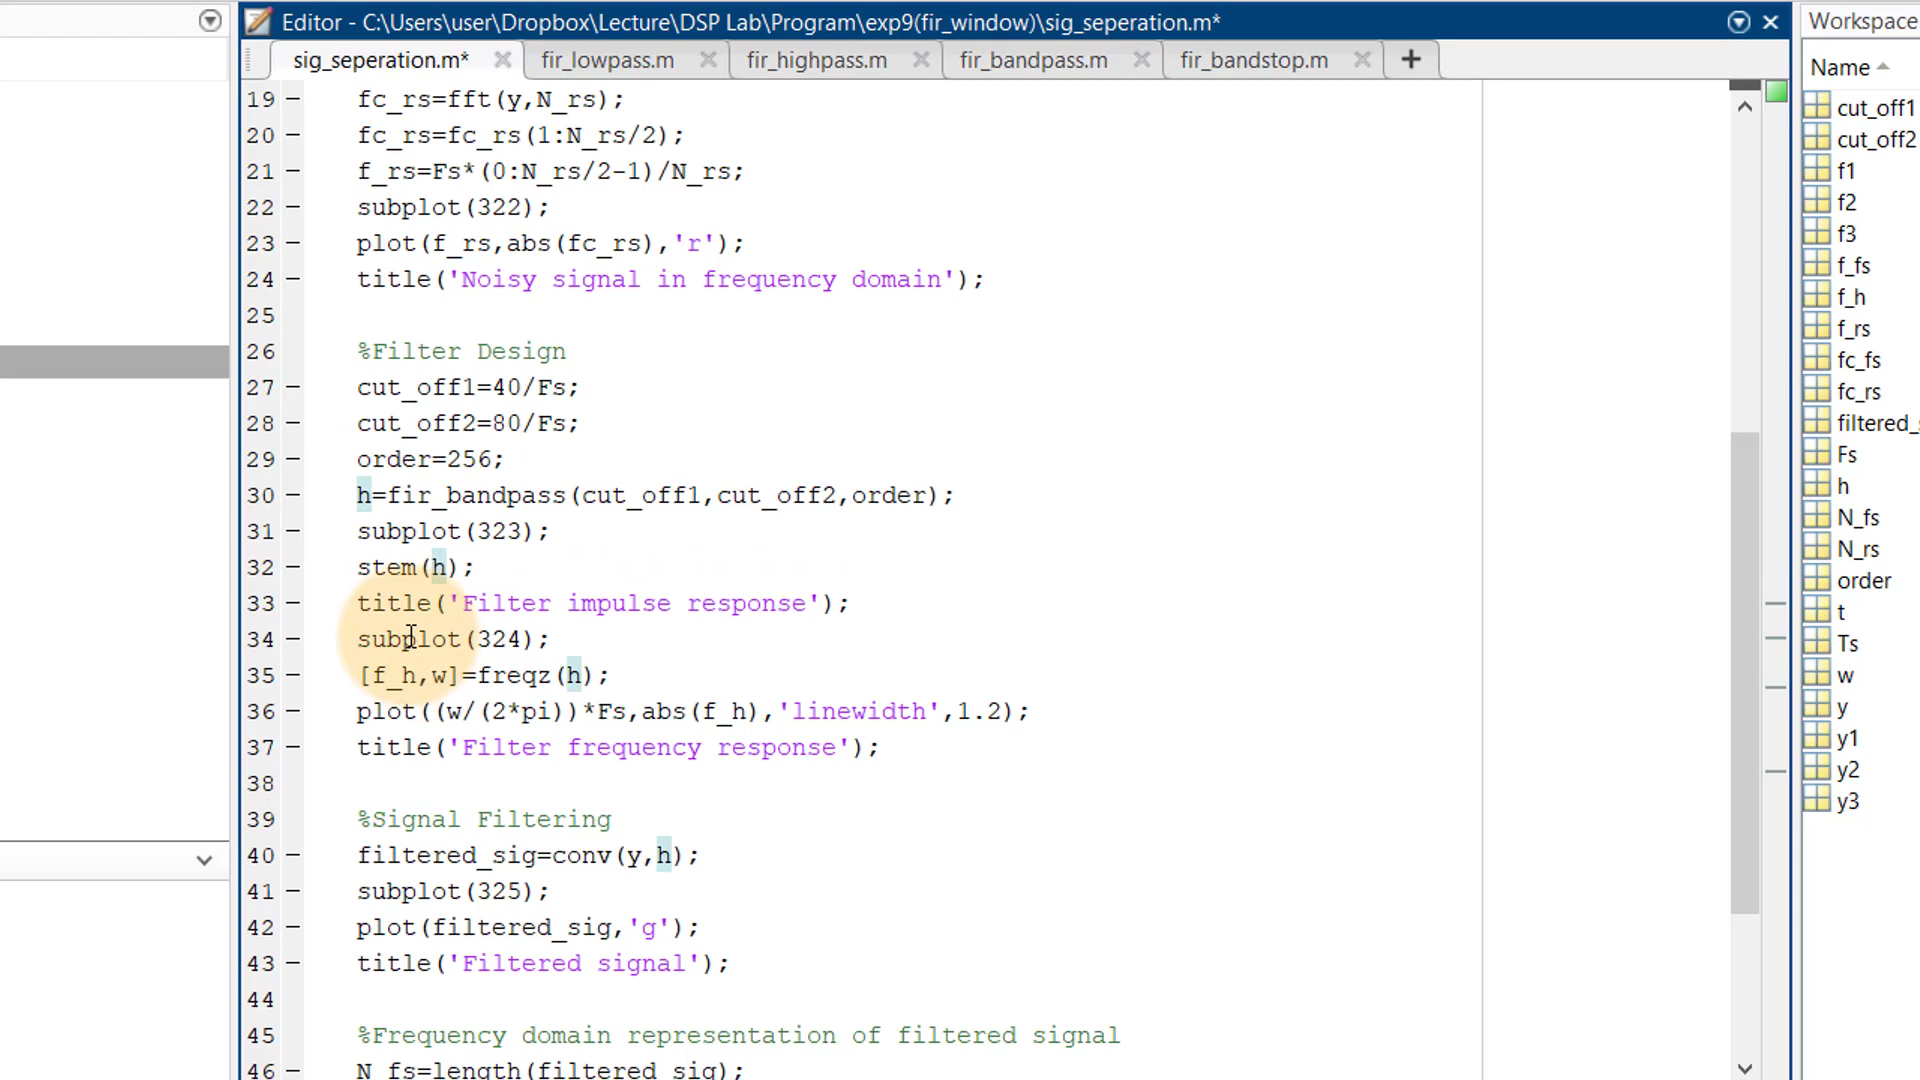 Editor - C:\Users\user\Dropbox\Lecture\DSP Lab\Program\exp9(fir_window)\sig_seperation.m*
Workspace
sig_seperation.m*
fir_lowpass.m
fir_highpass.m
fir_bandpass.m
fir_bandstop.m
Name
19 fc_rs=fft(y,N_rs);
20 fc_rs=fc_rs(1:N_rs/2);
21 f_rs=Fs*(0:N_rs/2-1)/N_rs;
22 subplot(322);
23 plot(f_rs,abs(fc_rs),'r');
24 title('Noisy signal in frequency domain');
25
26 %Filter Design
27 cut_off1=40/Fs;
28 cut_off2=80/Fs;
29 order=256;
30 h=fir_bandpass(cut_off1,cut_off2,order);
31 subplot(323);
32 stem(h);
33 title('Filter impulse response');
34 subplot(324);
35 [f_h,w]=freqz(h);
36 plot((w/(2*pi))*Fs,abs(f_h),'linewidth',1.2);
37 title('Filter frequency response');
38
39 %Signal Filtering
40 filtered_sig=conv(y,h);
41 subplot(325);
42 plot(filtered_sig,'g');
43 title('Filtered signal');
44
45 %Frequency domain representation of filtered signal
46 N_fs=length(filtered_sig);
cut_off1
cut_off2
f1
f2
f3
f_fs
f_h
f_rs
fc_fs
fc_rs
filtered_
Fs
h
N_fs
N_rs
order
t
Ts
w
y
y1
y2
y3